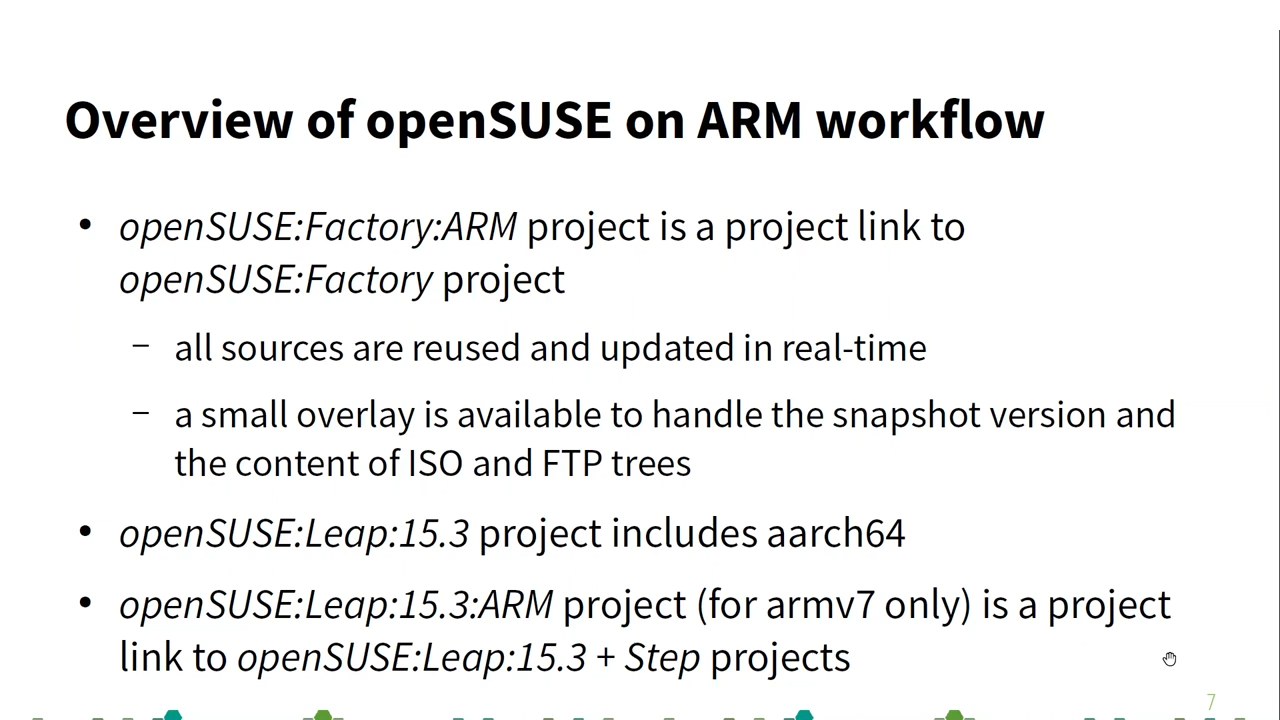 Overview of openSUSE on ARM workflow
• openSUSE:Factory:ARM project is a project link to
openSUSE:Factory project
– all sources are reused and updated in real-time
– a small overlay is available to handle the snapshot version and
the content of ISO and FTP trees
• openSUSE:Leap:15.3 project includes aarch64
• openSUSE:Leap:15.3:ARM project (for armv7 only) is a project
link to openSUSE:Leap:15.3 + Step projects
7